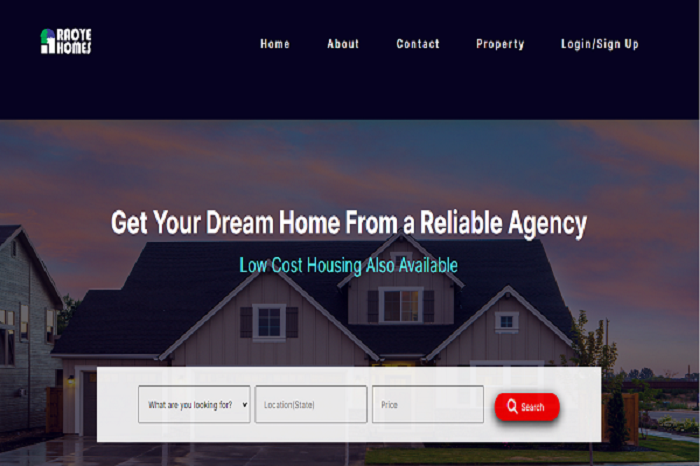 RAOYE
HOMES
Home About Contact Property Login/Sign Up
Get Your Dream Home From a Reliable Agency
Low Cost Housing Also Available
What are you looking for? Location(State) Price Search